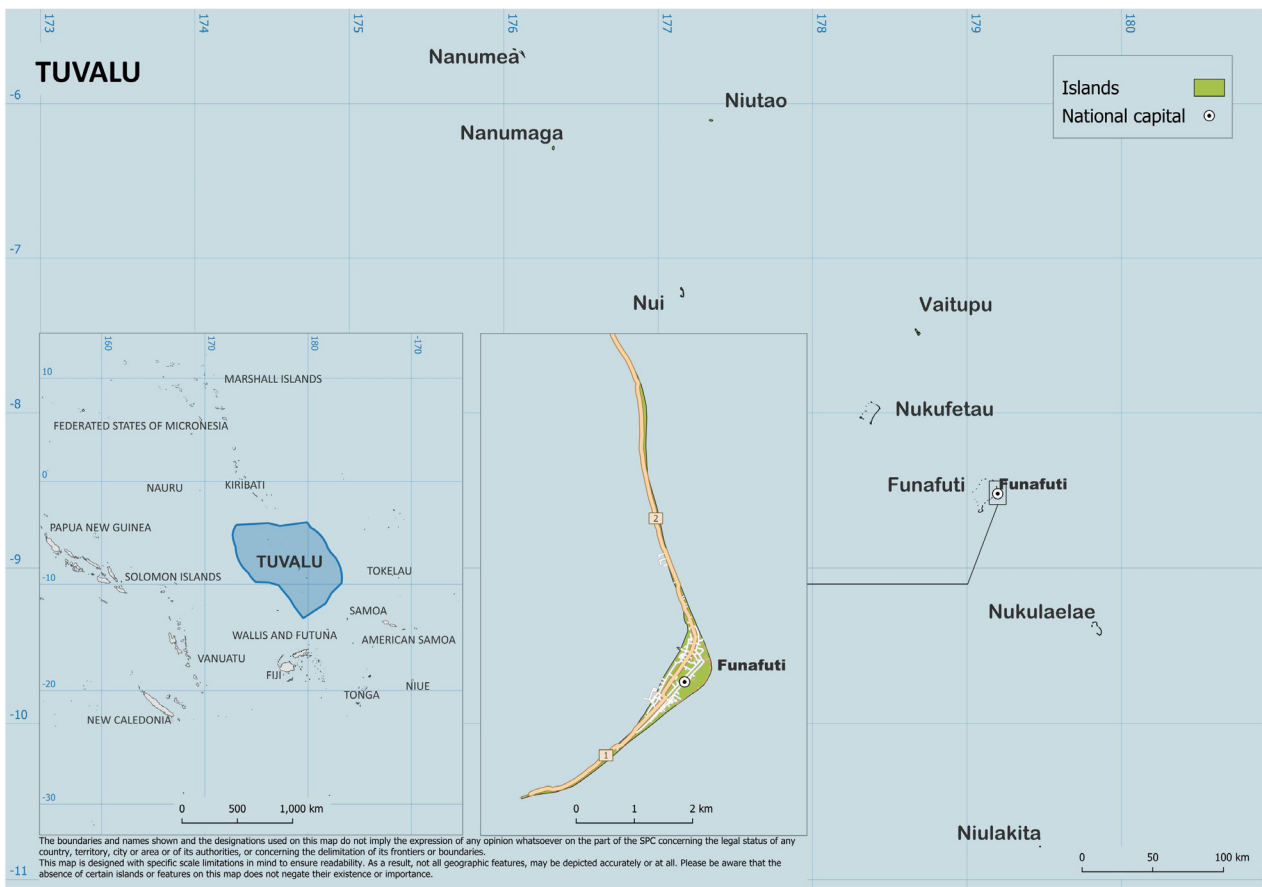 173
174
175
176
177
178
179
180
TUVALU
Nanumea
Niutao
Nanumaga
Islands
National capital
-6
-7
Nui
Vaitupu
-8
Nukufetau
Funafuti
Funafuti
-9
Nukulaelae
-10
Niulakita
-11
0 50 100 km
160
170
180
-170
10
MARSHALL ISLANDS
FEDERATED STATES OF MICRONESIA
0
NAURU
KIRIBATI
PAPUA NEW GUINEA
TUVALU
SOLOMON ISLANDS
TOKELAU
-10
SAMOA
WALLIS AND FUTUNA
AMERICAN SAMOA
VANUATU
FIJI
NIUE
TONGA
-20
NEW CALEDONIA
-30
0 500 1,000 km
2
Funafuti
1
0 1 2 km
The boundaries and names shown and the designations used on this map do not imply the expression of any opinion whatsoever on the part of the SPC concerning the legal status of any
country, territory, city or area or of its authorities, or concerning the delimitation of its frontiers or boundaries.
This map is designed with specific scale limitations in mind to ensure readability. As a result, not all geographic features, may be depicted accurately or at all. Please be aware that the
absence of certain islands or features on this map does not negate their existence or importance.